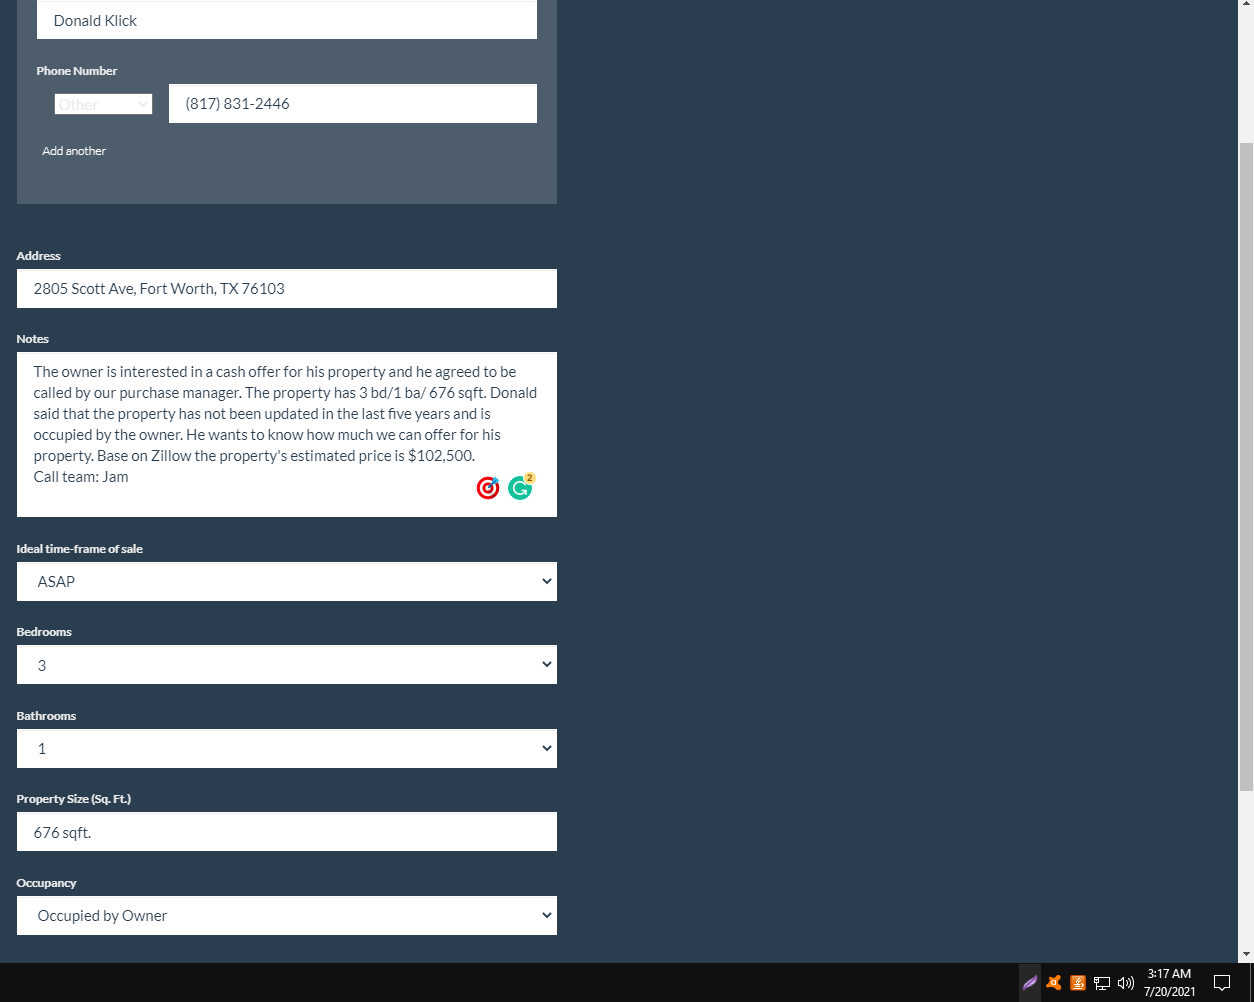 Donald Klick
Phone Number
Other
(817) 831-2446
Add another
Address
2805 Scott Ave, Fort Worth, TX 76103
Notes
The owner is interested in a cash offer for his property and he agreed to be
called by our purchase manager. The property has 3 bd/1 ba/ 676 sqft. Donald
said that the property has not been updated in the last five years and is
occupied by the owner. He wants to know how much we can offer for his
property. Base on Zillow the property's estimated price is $102,500.
Call team: Jam
2
Ideal time-frame of sale
ASAP
Bedrooms
3
Bathrooms
1
Property Size (Sq. Ft.)
676 sqft.
Occupancy
Occupied by Owner
3:17 AM
7/20/2021